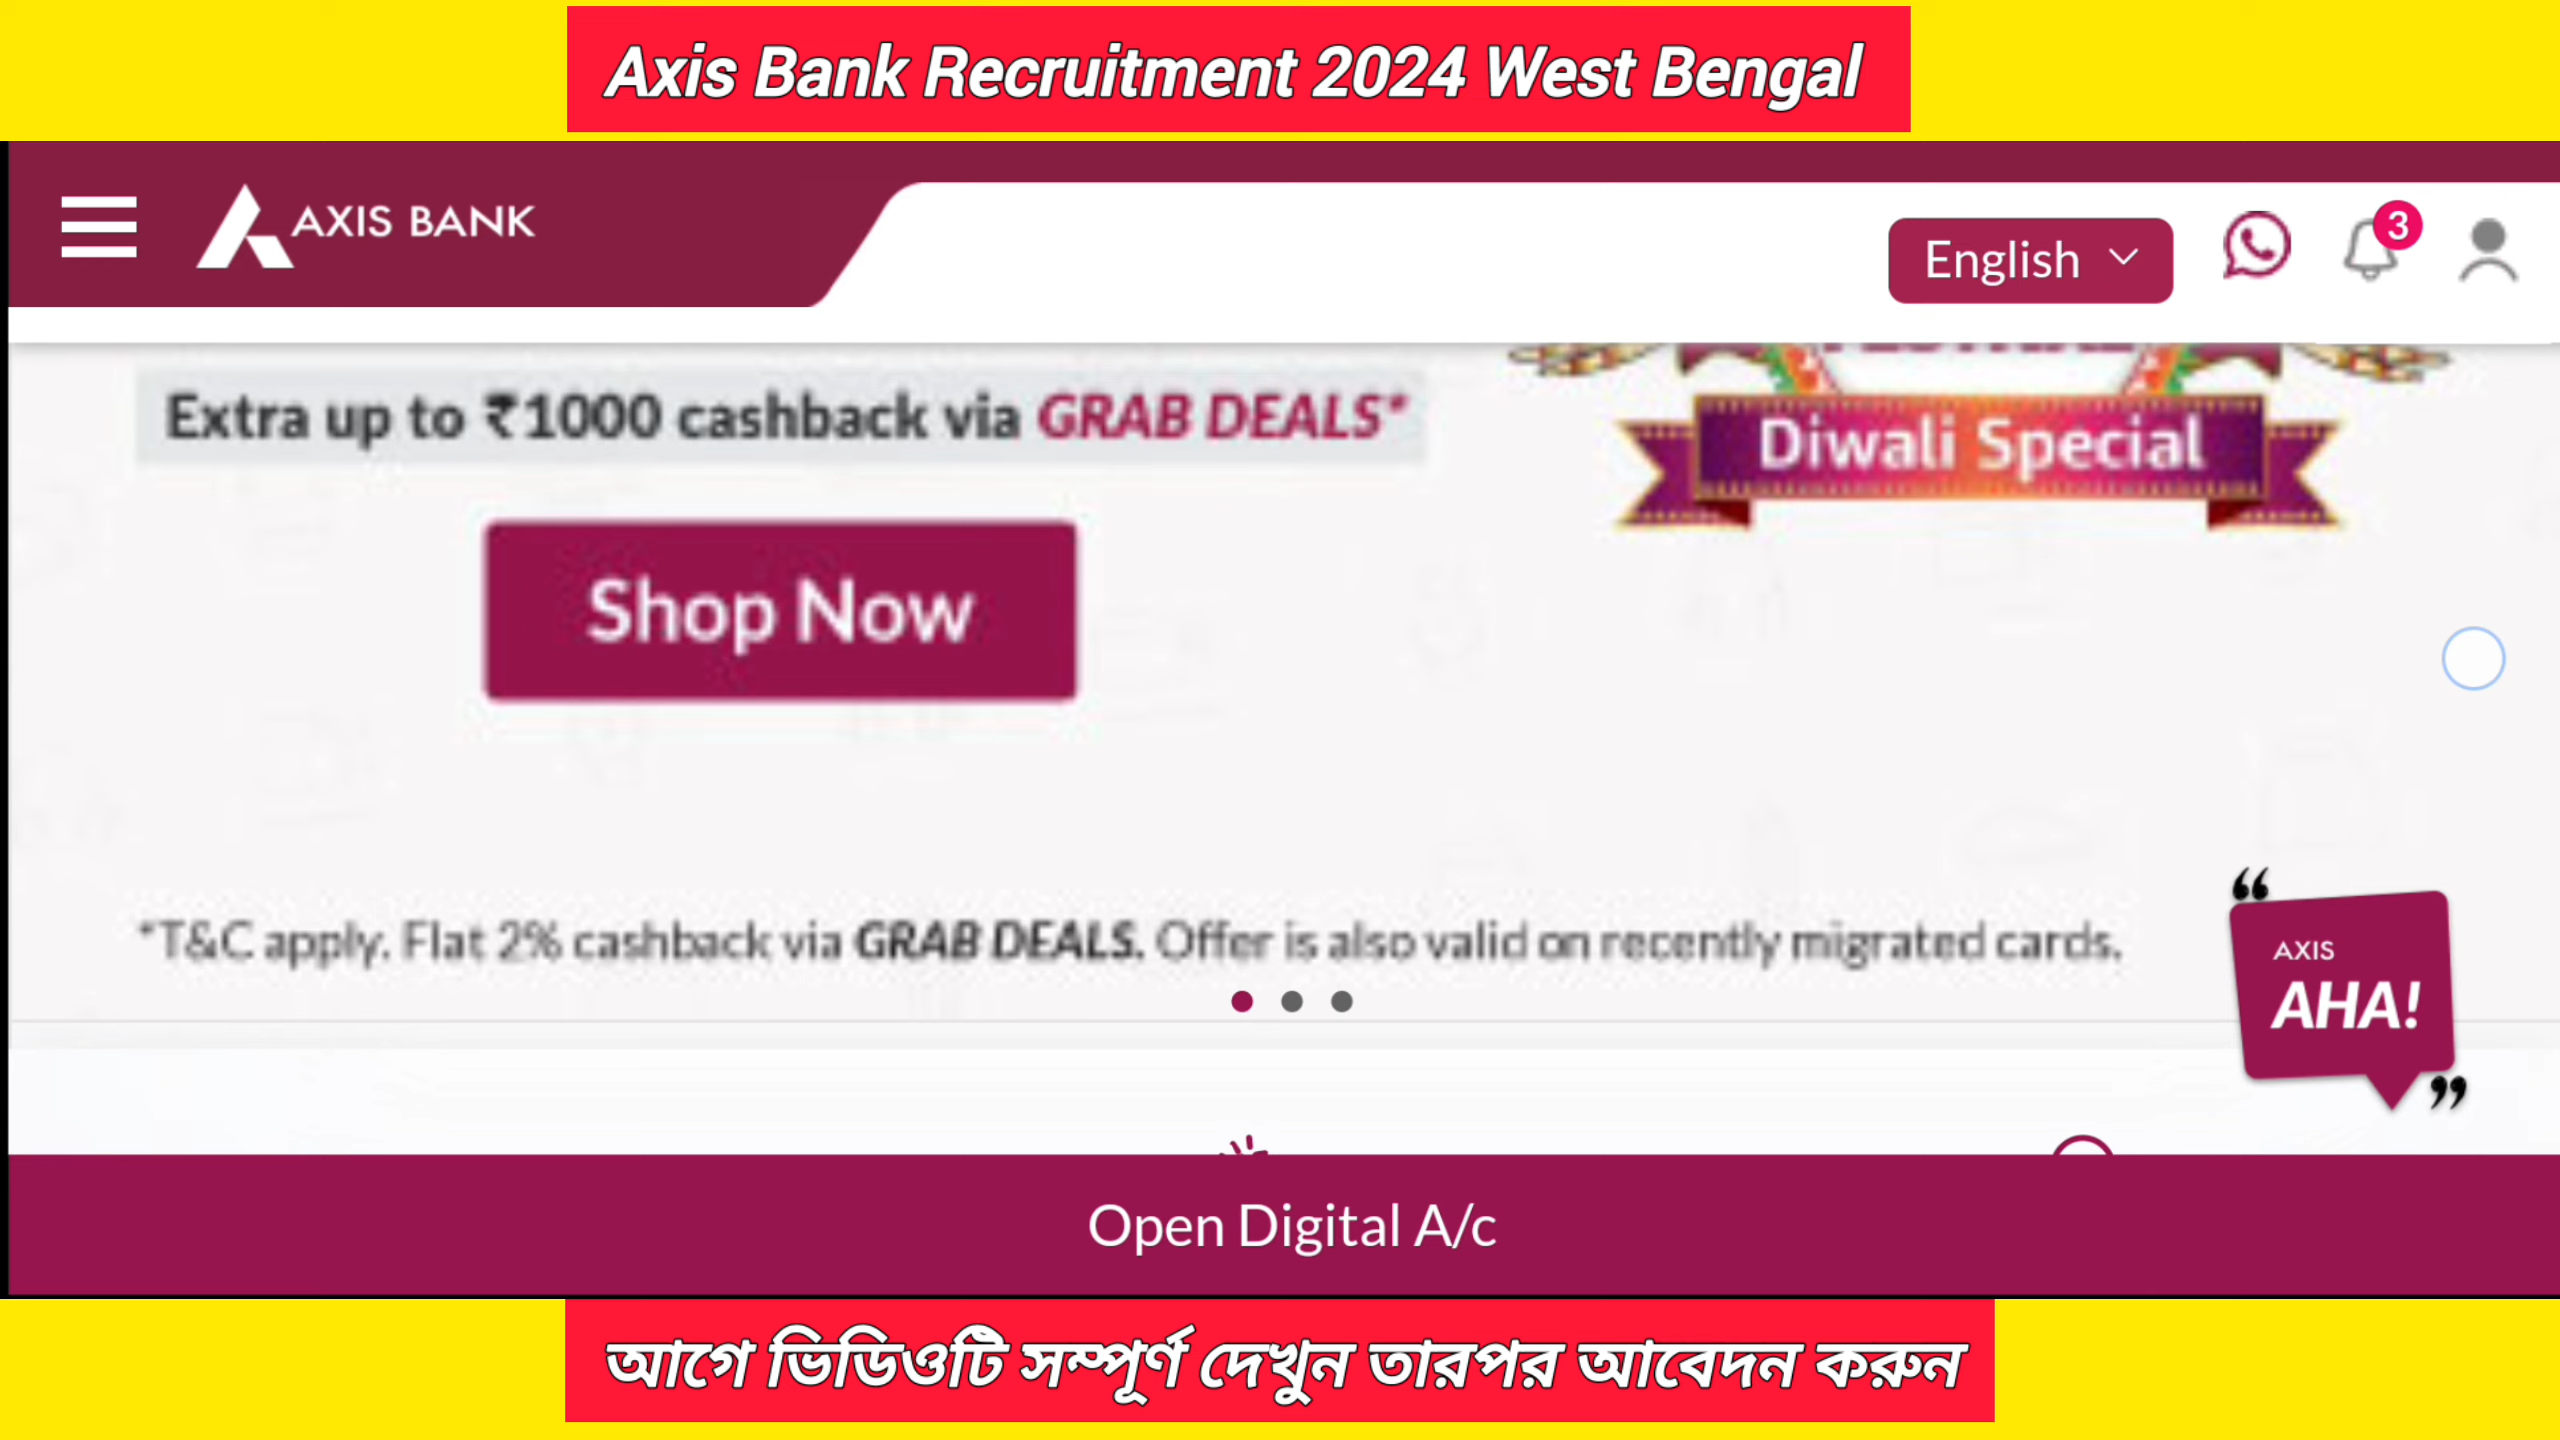 Axis Bank Recruitment 2024 West Bengal
AXIS BANK
English
3
Extra up to ₹1000 cashback via GRAB DEALS*
Diwali Special
Shop Now
*T&C apply. Flat 2% cashback via GRAB DEALS. Offer is also valid on recently migrated cards.
“
AXIS
AHA!
”
Open Digital A/c
আগে ভিডিওটি সম্পূর্ণ দেখুন তারপর আবেদন করুন